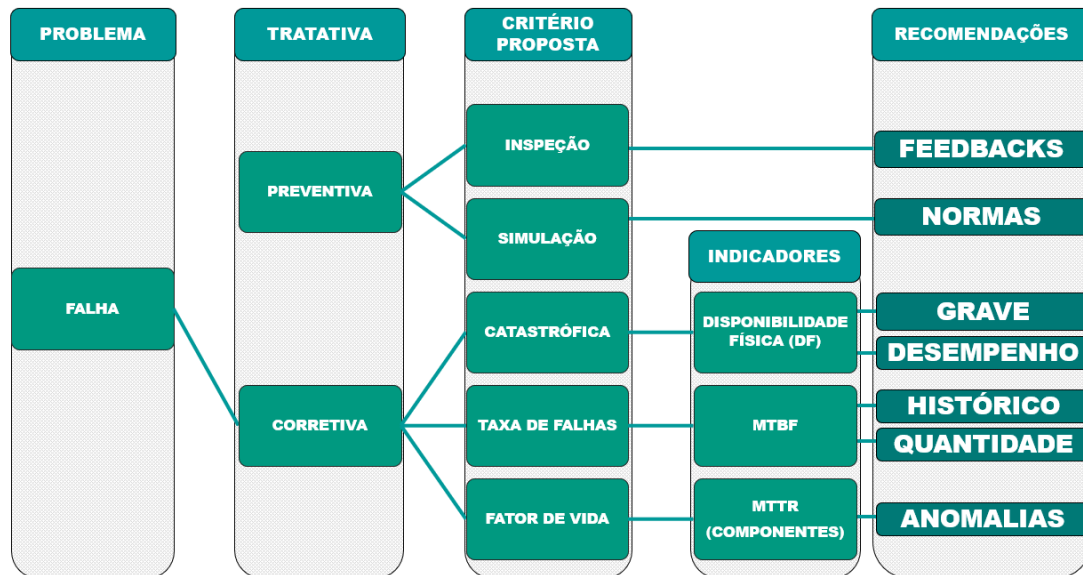 PROBLEMA
TRATATIVA
CRITÉRIO
PROPOSTA
RECOMENDAÇÕES
INSPEÇÃO
FEEDBACKS
PREVENTIVA
SIMULAÇÃO
NORMAS
INDICADORES
FALHA
CATASTRÓFICA
DISPONIBILIDADE
FÍSICA (DF)
GRAVE
DESEMPENHO
CORRETIVA
TAXA DE FALHAS
MTBF
HISTÓRICO
QUANTIDADE
FATOR DE VIDA
MTTR
(COMPONENTES)
ANOMALIAS